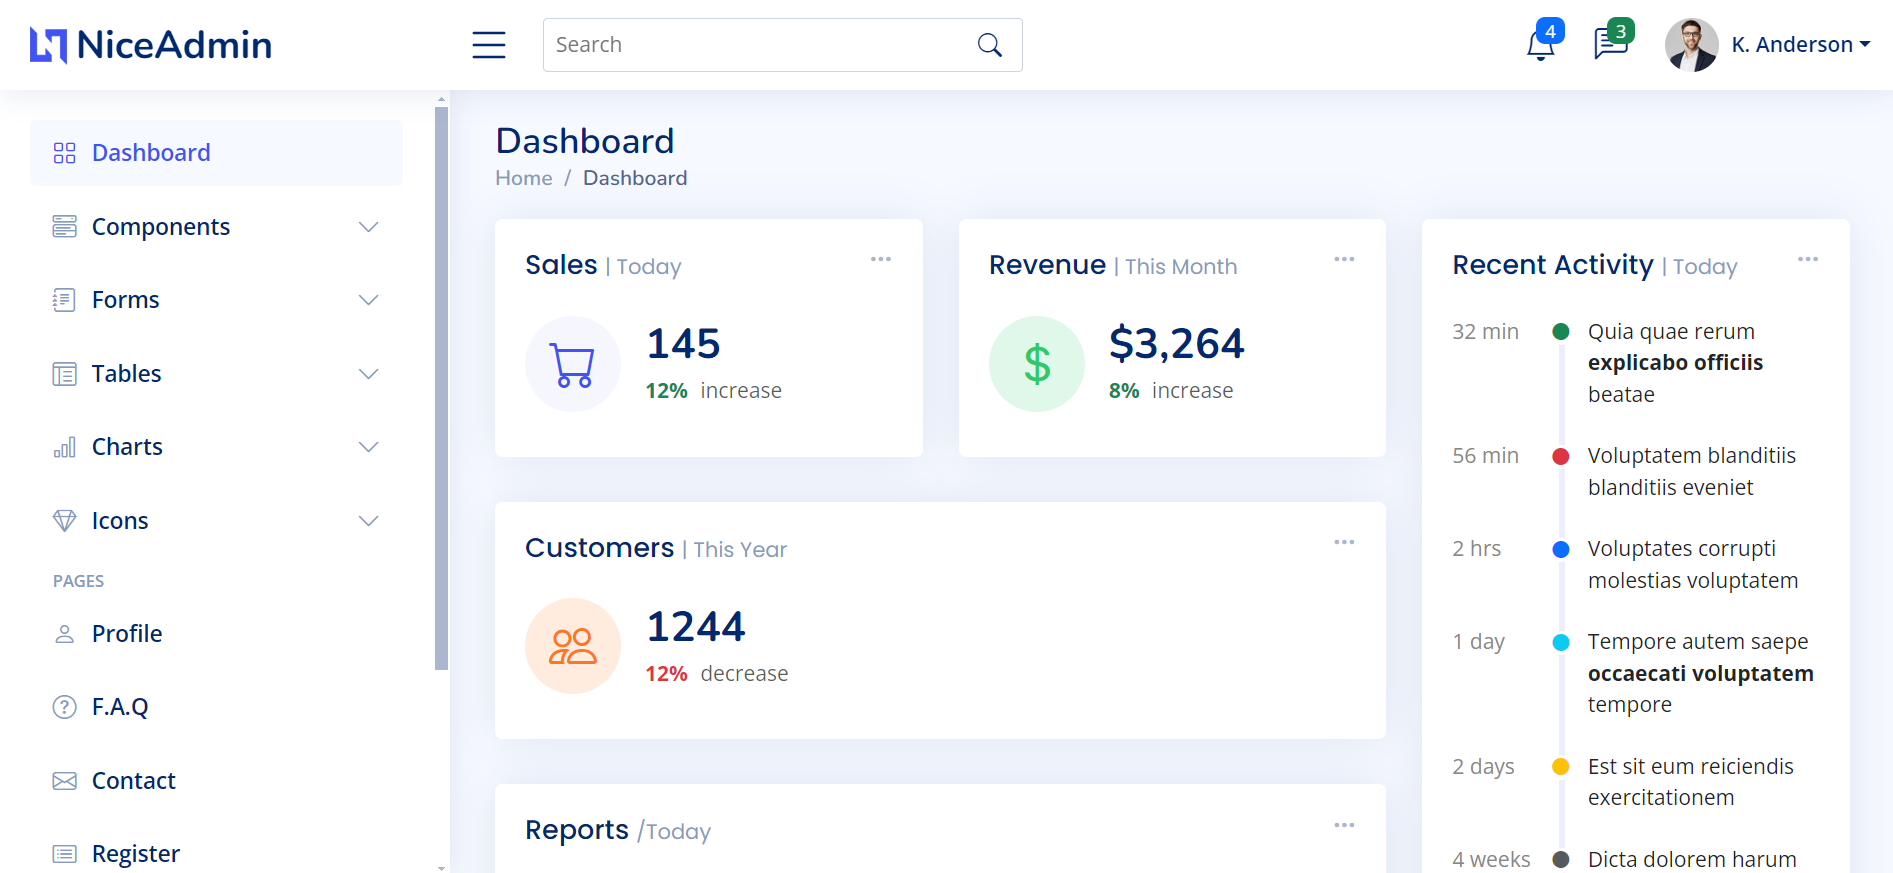 NiceAdmin
Search
4
3
K. Anderson
Dashboard
Components
Forms
Tables
Charts
Icons
PAGES
Profile
F.A.Q
Contact
Register
Dashboard
Home / Dashboard
Sales | Today
145
12% increase
Revenue | This Month
$
$3,264
8% increase
Customers | This Year
1244
12% decrease
Reports /Today
Recent Activity | Today
32 min
Quia quae rerum
explicabo officiis
beatae
56 min
Voluptatem blanditiis
blanditiis eveniet
2 hrs
Voluptates corrupti
molestias voluptatem
1 day
Tempore autem saepe
occaecati voluptatem
tempore
2 days
Est sit eum reiciendis
exercitationem
4 weeks
Dicta dolorem harum